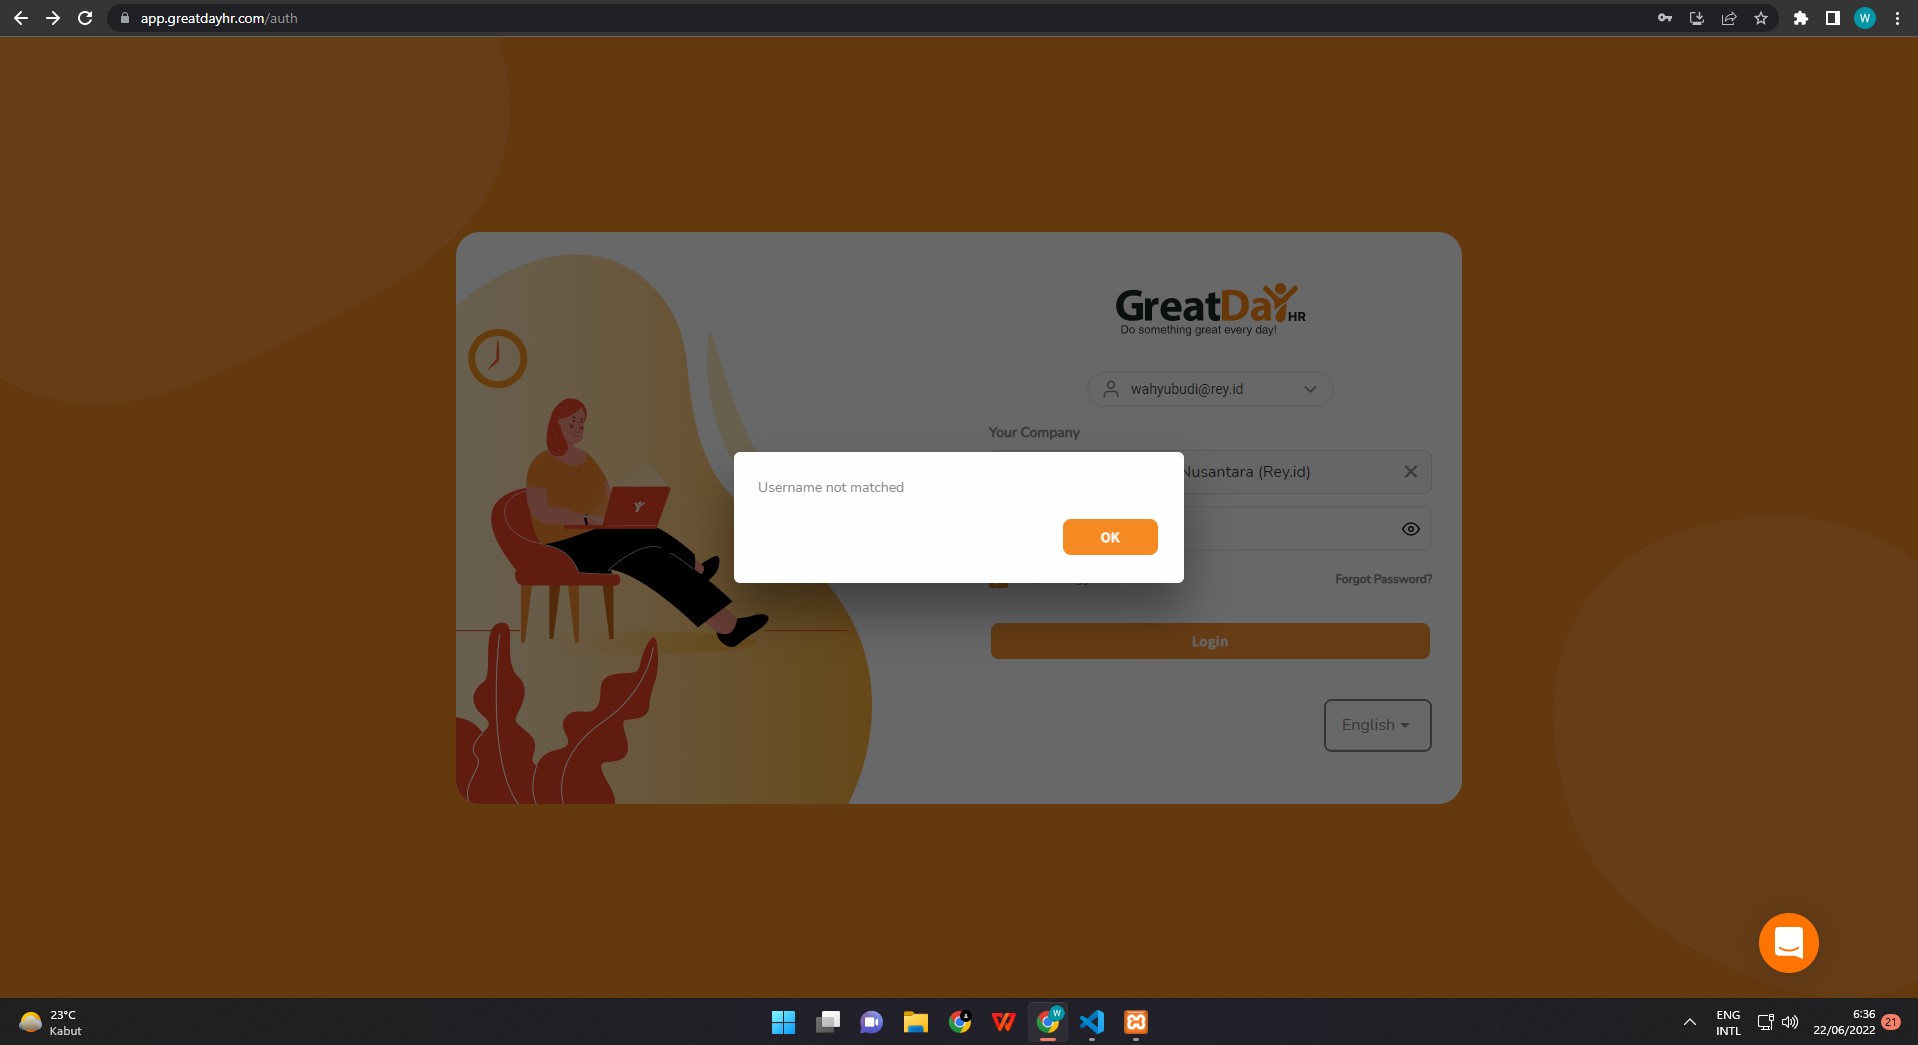 app.greatdayhr.com/auth
W
GreatDay HR
Do something great every day!
wahyubudi@rey.id
Your Company
Nusantara (Rey.id)
Username not matched
OK
Forgot Password?
Login
English
23°C
Kabut
W
ENG
INTL
6:36
22/06/2022
21